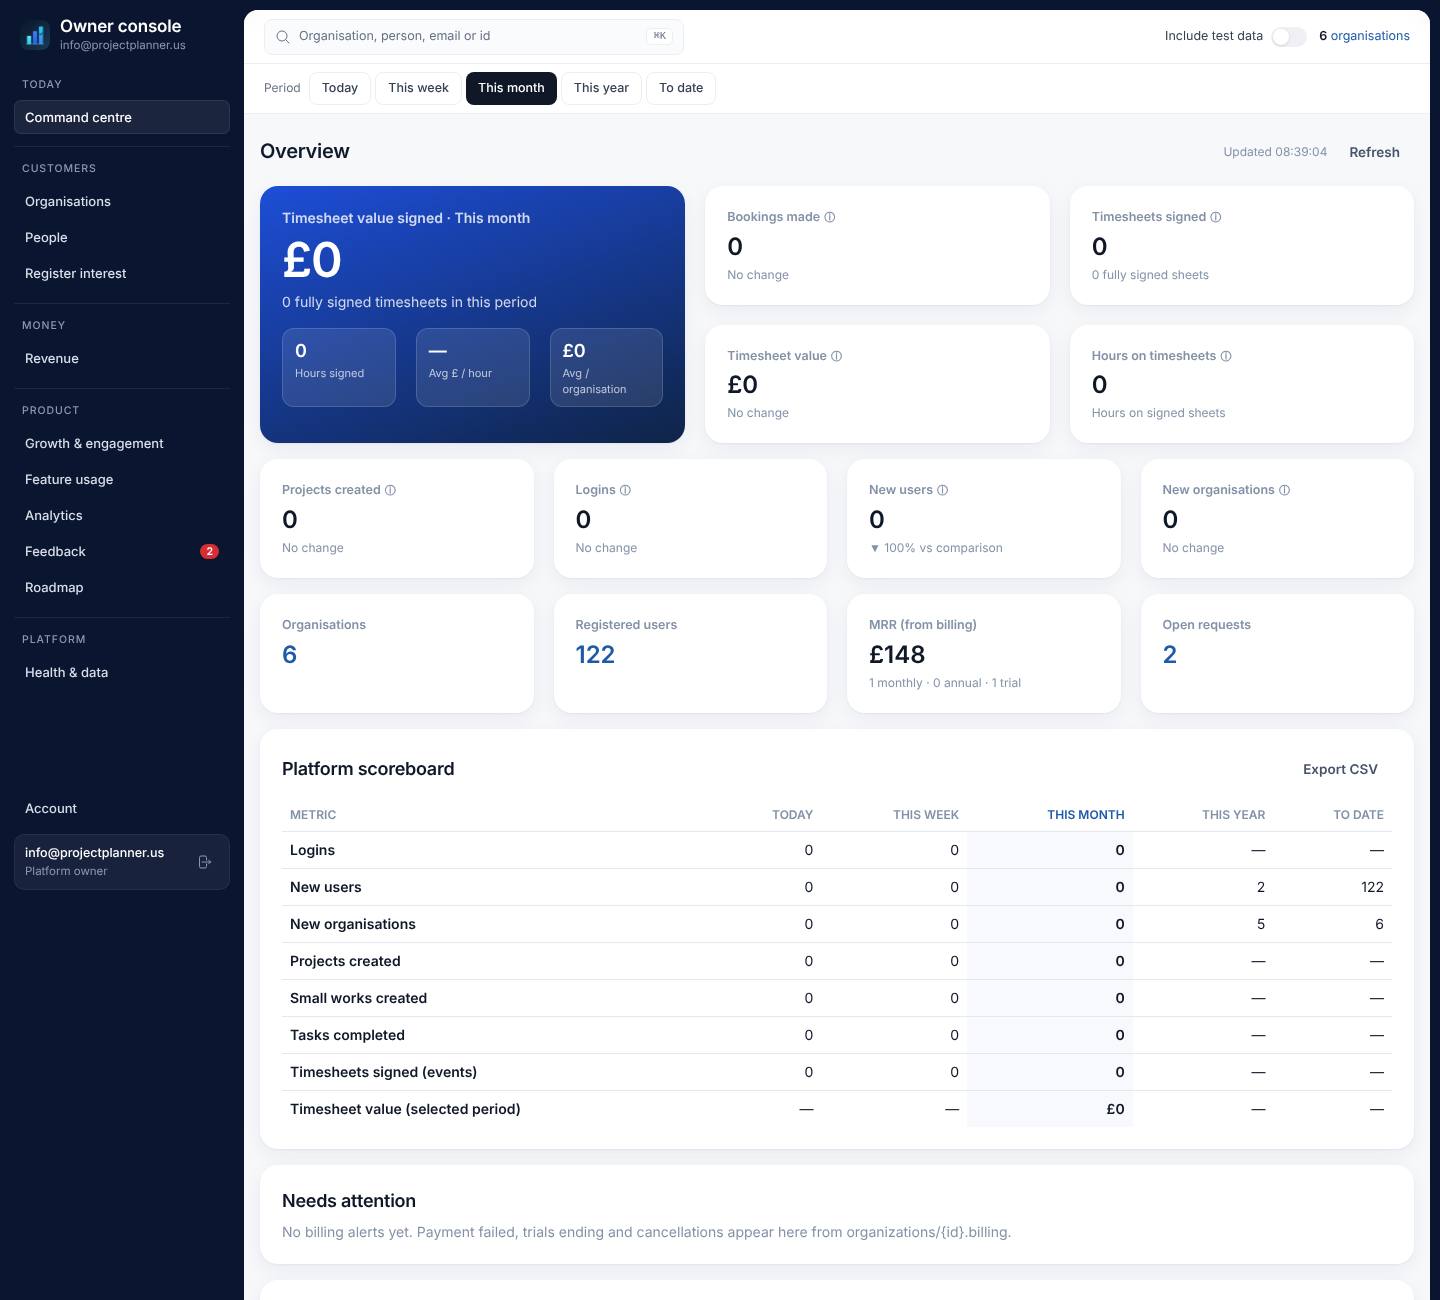 Owner console
info@projectplanner.us
TODAY
Command centre
CUSTOMERS
Organisations
People
Register interest
MONEY
Revenue
PRODUCT
Growth & engagement
Feature usage
Analytics
Feedback 2
Roadmap
PLATFORM
Health & data
Account
info@projectplanner.us
Platform owner
Organisation, person, email or id ⌘K
Include test data 6 organisations
Period Today This week This month This year To date
Overview
Updated 08:39:04 Refresh
Timesheet value signed · This month
£0
0 fully signed timesheets in this period
0
Hours signed
—
Avg £ / hour
£0
Avg /
organisation
Bookings made ⓘ
0
No change
Timesheets signed ⓘ
0
0 fully signed sheets
Timesheet value ⓘ
£0
No change
Hours on timesheets ⓘ
0
Hours on signed sheets
Projects created ⓘ
0
No change
Logins ⓘ
0
No change
New users ⓘ
0
▼ 100% vs comparison
New organisations ⓘ
0
No change
Organisations
6
Registered users
122
MRR (from billing)
£148
1 monthly · 0 annual · 1 trial
Open requests
2
Platform scoreboard Export CSV
METRIC TODAY THIS WEEK THIS MONTH THIS YEAR TO DATE
Logins 0 0 0 — —
New users 0 0 0 2 122
New organisations 0 0 0 5 6
Projects created 0 0 0 — —
Small works created 0 0 0 — —
Tasks completed 0 0 0 — —
Timesheets signed (events) 0 0 0 — —
Timesheet value (selected period) — — £0 — —
Needs attention
No billing alerts yet. Payment failed, trials ending and cancellations appear here from organizations/{id}.billing.